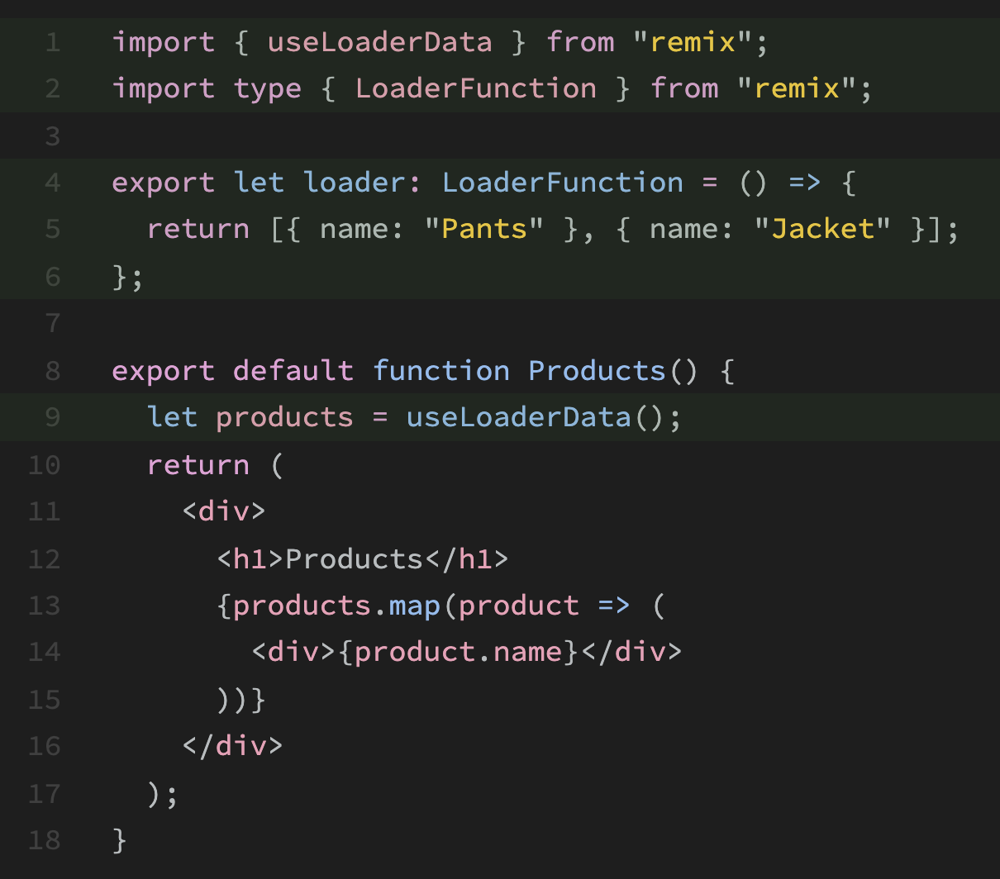 1 import { useLoaderData } from "remix";
2 import type { LoaderFunction } from "remix";
3
4 export let loader: LoaderFunction = () => {
5   return [{ name: "Pants" }, { name: "Jacket" }];
6 };
7
8 export default function Products() {
9   let products = useLoaderData();
10   return (
11     <div>
12       <h1>Products</h1>
13       {products.map(product => (
14         <div>{product.name}</div>
15       ))}
16     </div>
17   );
18 }